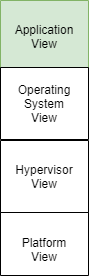 Application
View
Operating
System
View
Hypervisor
View
Platform
View